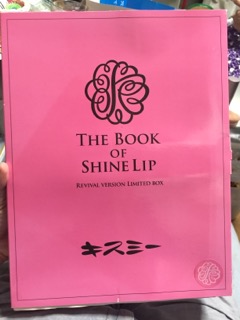 THE BOOK
OF
SHINE LIP
REVIVAL VERSION LIMITED BOX
キスミー